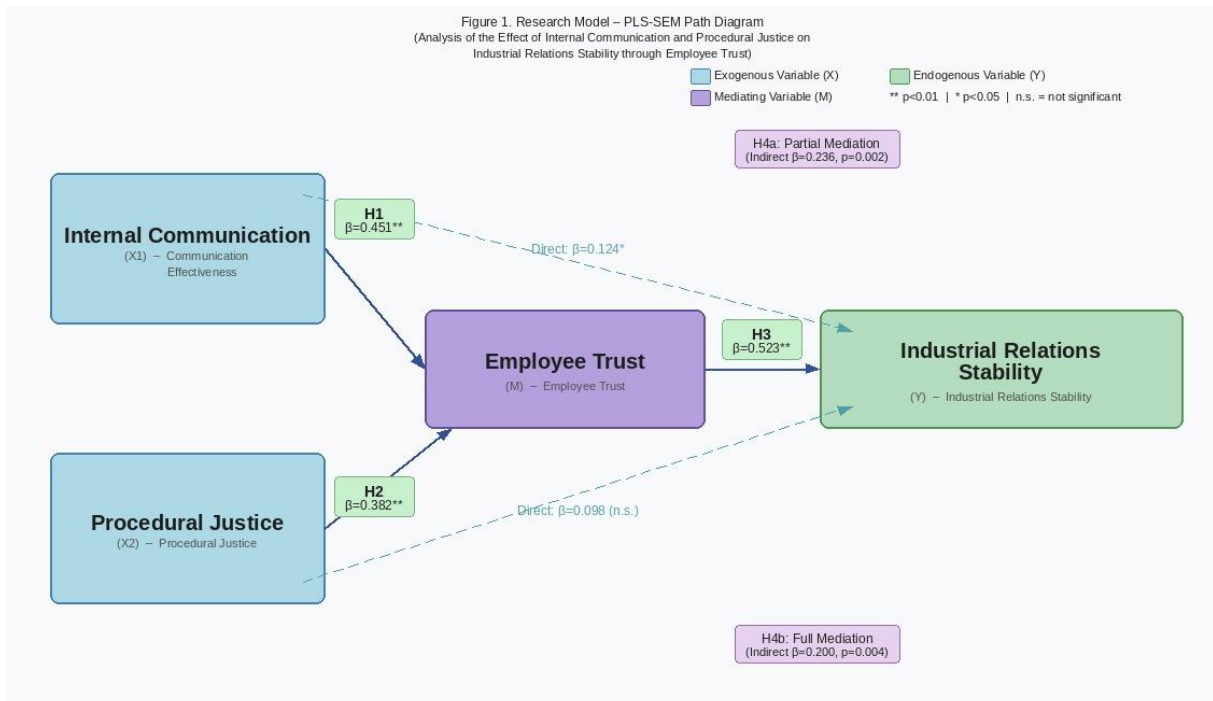 Figure 1. Research Model – PLS-SEM Path Diagram
(Analysis of the Effect of Internal Communication and Procedural Justice on
Industrial Relations Stability through Employee Trust)
Exogenous Variable (X)
Endogenous Variable (Y)
Mediating Variable (M)
** p<0.01 | * p<0.05 | n.s. = not significant
H4a: Partial Mediation
(Indirect β=0.236, p=0.002)
Internal Communication
(X1) – Communication
Effectiveness
H1
β=0.451**
Direct: β=0.124*
Employee Trust
(M) – Employee Trust
H3
β=0.523**
Industrial Relations
Stability
(Y) – Industrial Relations Stability
Procedural Justice
(X2) – Procedural Justice
H2
β=0.382**
Direct: β=0.098 (n.s.)
H4b: Full Mediation
(Indirect β=0.200, p=0.004)